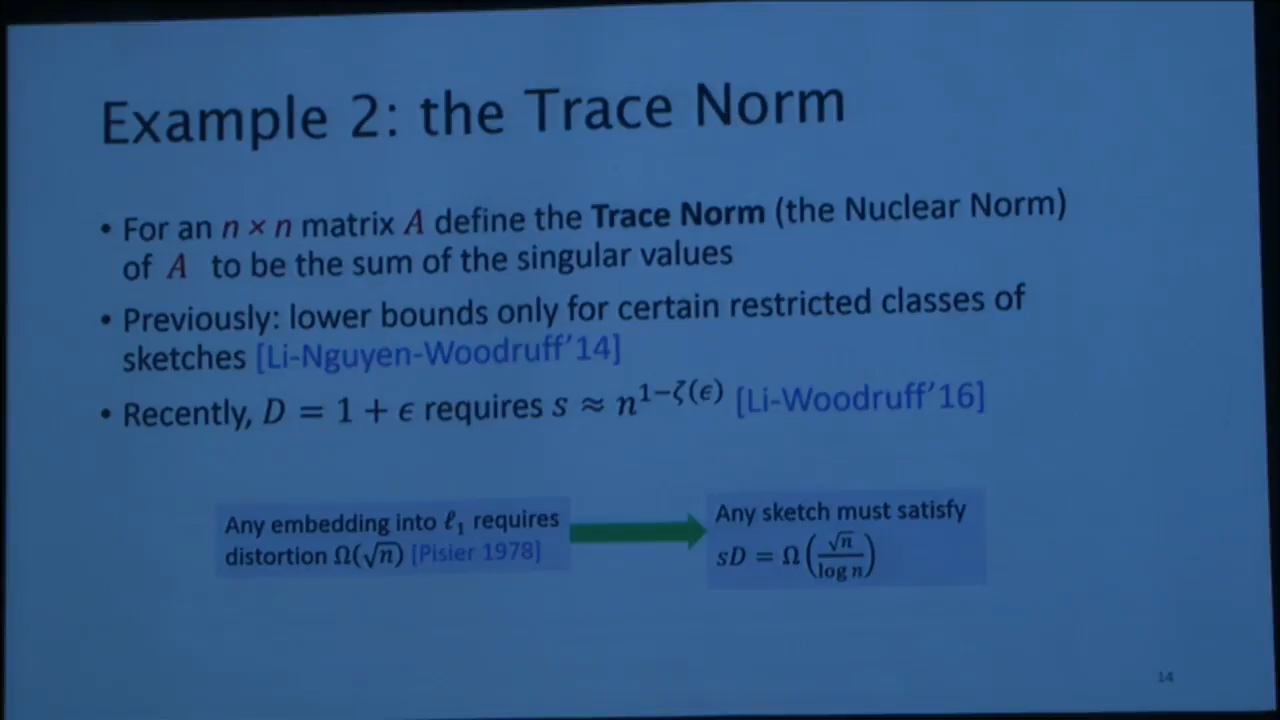 Example 2: the Trace Norm
• For an n × n matrix A define the Trace Norm (the Nuclear Norm)
of A to be the sum of the singular values
• Previously: lower bounds only for certain restricted classes of
sketches [Li-Nguyen-Woodruff'14]
• Recently, D = 1 + ϵ requires s ≈ n^{1−ζ(ϵ)} [Li-Woodruff'16]
Any embedding into ℓ₁ requires
distortion Ω(√n) [Pisier 1978]
Any sketch must satisfy
sD = Ω(√n / log n)
14